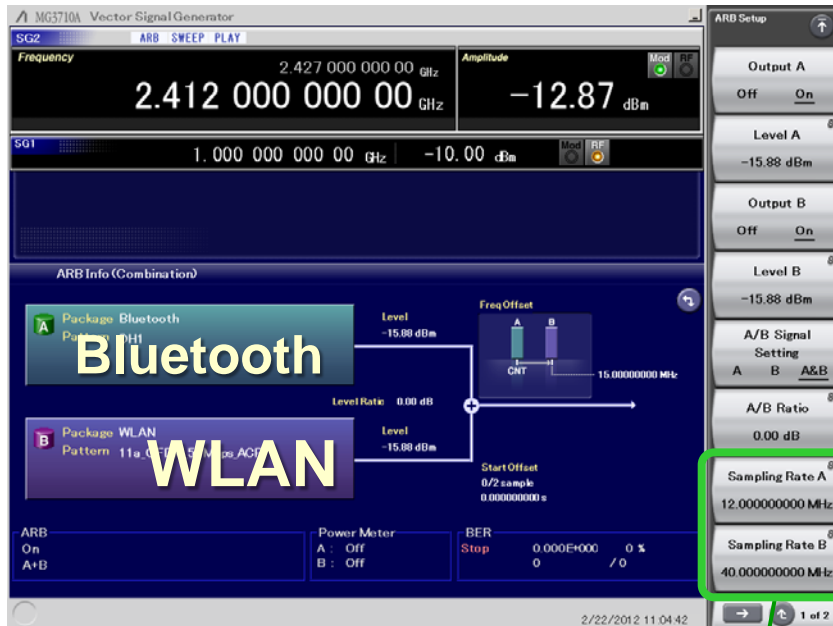 MG3710A Vector Signal Generator
SG2 ARB SWEEP PLAY
Frequency
2.427 000 000 00 GHz
2.412 000 000 00 GHz
Amplitude
Mod RF
-12.87 dBm
SG1
1. 000 000 000 00 GHz
-10. 00 dBm
Mod RF
ARB Info (Combination)
A Package Bluetooth
DH1
Bluetooth
Level
-15.88 dBm
Level Ratio 0.00 dB
B Package WLAN
Pattern
WLAN
Level
-15.88 dBm
Freq Offset
A B
CNT
15.00000000 MHz
Start Offset
0/2 sample
0.000000000 s
ARB
On
A+B
Power Meter
A : Off
B : Off
BER
Stop 0.000E+000 0 %
0 / 0
2/22/2012 11:04:42
ARB Setup
Output A
Off On
Level A
-15.88 dBm
Output B
Off On
Level B
-15.88 dBm
A/B Signal
Setting
A B A&B
A/B Ratio
0.00 dB
Sampling Rate A
12.000000000 MHz
Sampling Rate B
40.000000000 MHz
1 of 2